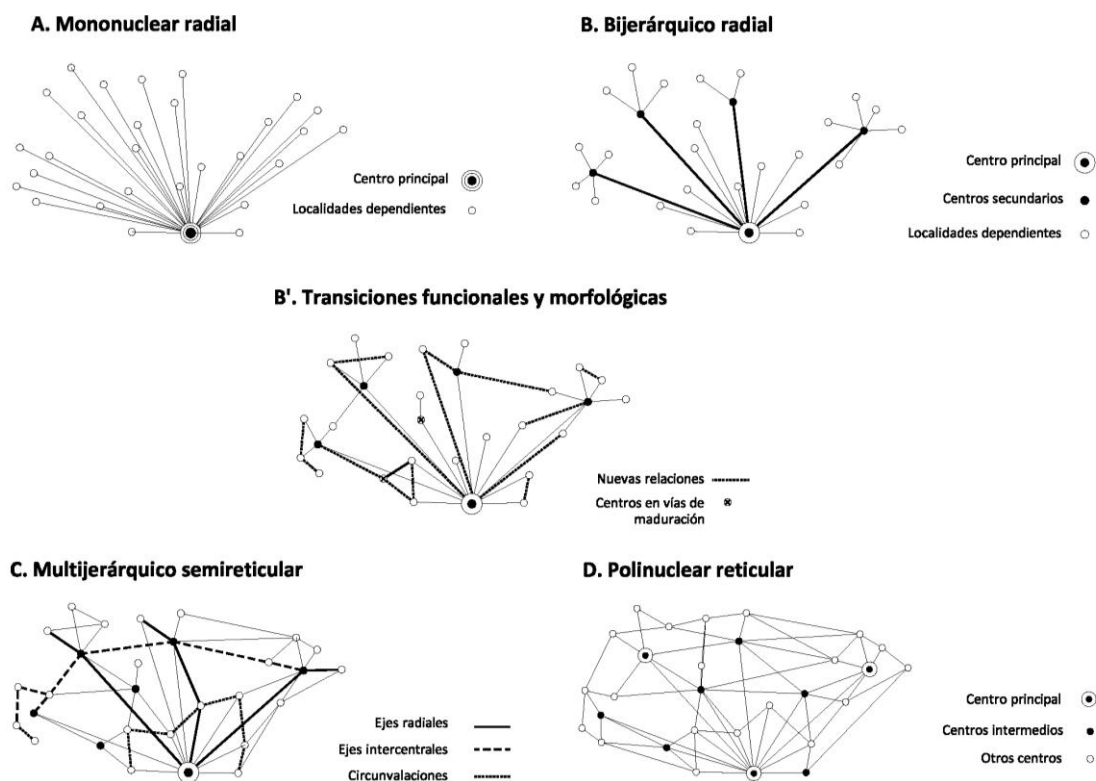 A. Mononuclear radial
Centro principal
Localidades dependientes
B. Bijerárquico radial
Centro principal
Centros secundarios
Localidades dependientes
B'. Transiciones funcionales y morfológicas
Nuevas relaciones
Centros en vías de
maduración
C. Multijerárquico semireticular
Ejes radiales
Ejes intercentrales
Circunvalaciones
D. Polinuclear reticular
Centro principal
Centros intermedios
Otros centros